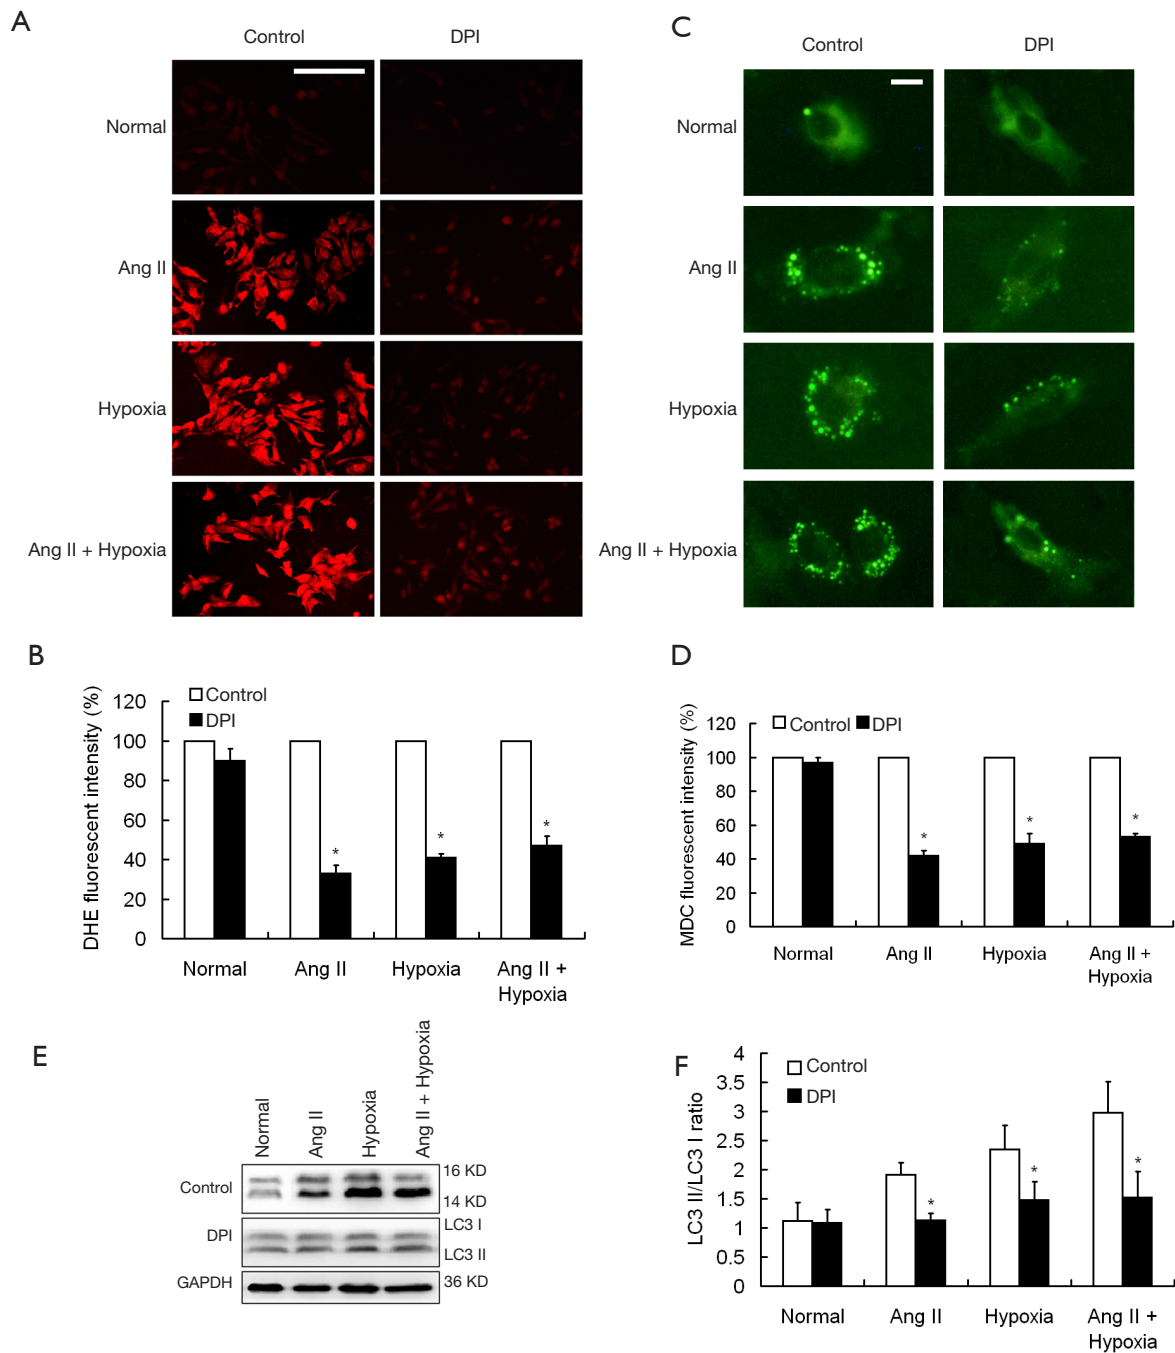 A
Control
DPI
Normal
Ang II
Hypoxia
Ang II + Hypoxia
C
Control
DPI
Normal
Ang II
Hypoxia
Ang II + Hypoxia
B
DHE fluorescent intensity (%)
120
100
80
60
40
20
0
Control
DPI
*
*
*
Normal
Ang II
Hypoxia
Ang II +
Hypoxia
D
MDC fluorescent intensity (%)
120
100
80
60
40
20
0
Control
DPI
*
*
*
Normal
Ang II
Hypoxia
Ang II +
Hypoxia
E
Normal
Ang II
Hypoxia
Ang II + Hypoxia
Control
16 KD
14 KD
DPI
LC3 I
LC3 II
GAPDH
36 KD
F
LC3 II/LC3 I ratio
4
3.5
3
2.5
2
1.5
1
0.5
0
Control
DPI
*
*
*
Normal
Ang II
Hypoxia
Ang II +
Hypoxia